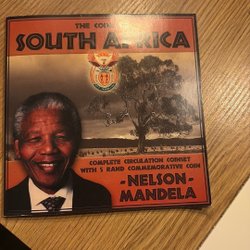 THE COINS OF
SOUTH AFRICA
COMPLETE CIRCULATION COINSET
WITH 5 RAND COMMEMORATIVE COIN
-NELSON-
MANDELA